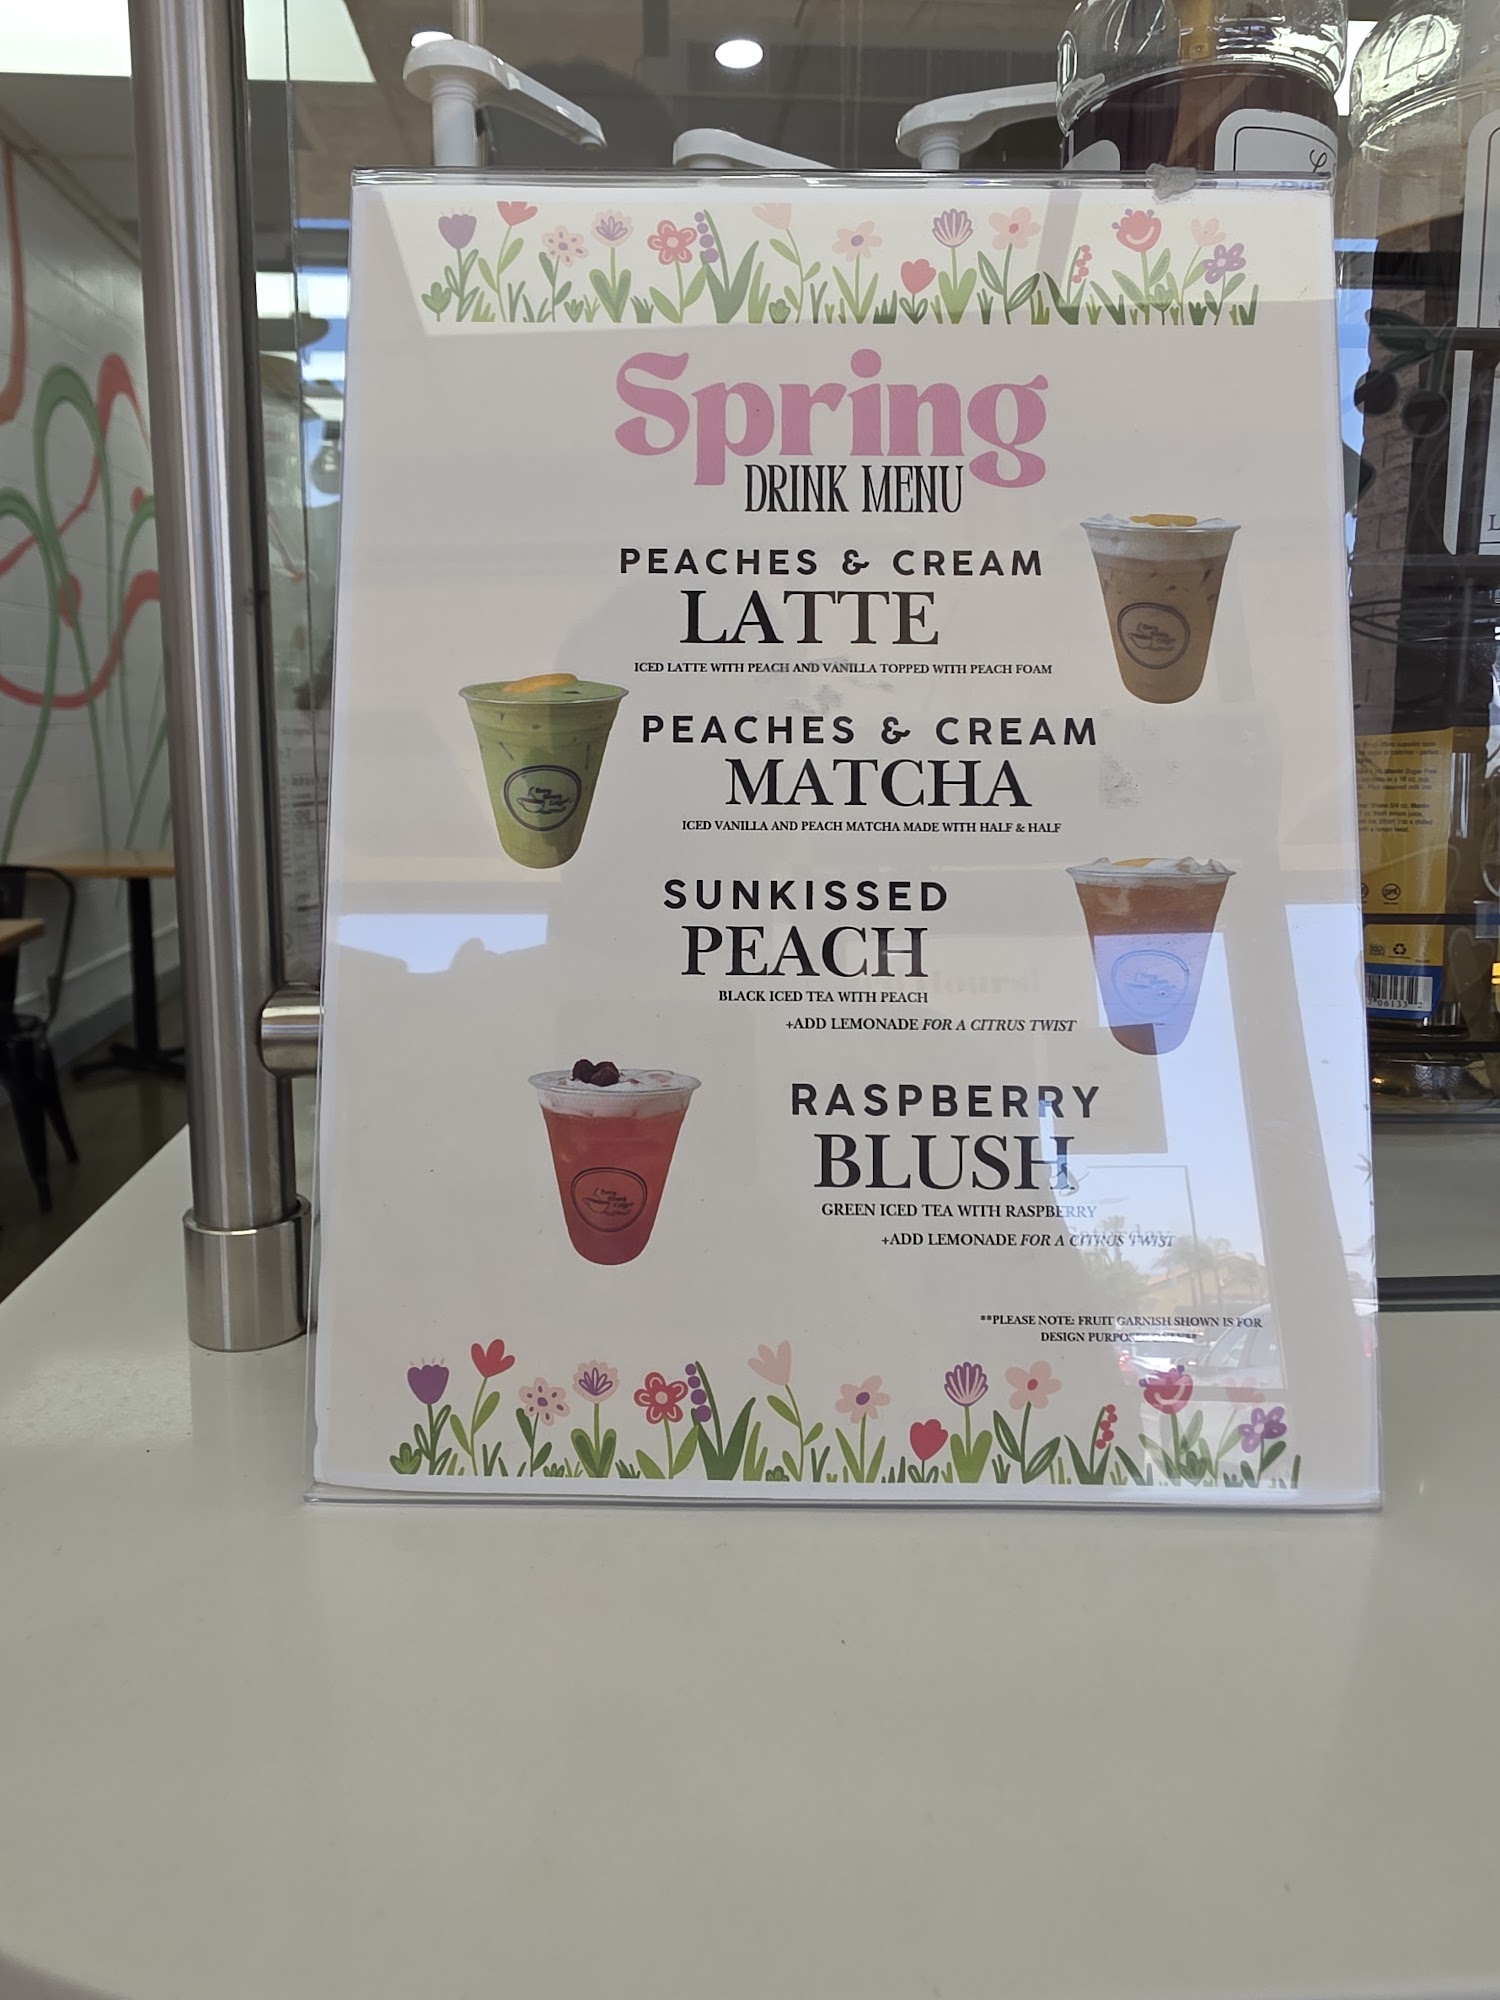 Spring
DRINK MENU
PEACHES & CREAM
LATTE
ICED LATTE WITH PEACH AND VANILLA TOPPED WITH PEACH FOAM
PEACHES & CREAM
MATCHA
ICED VANILLA AND PEACH MATCHA MADE WITH HALF & HALF
SUNKISSED
PEACH
BLACK ICED TEA WITH PEACH
+ADD LEMONADE FOR A CITRUS TWIST
RASPBERRY
BLUSH
GREEN ICED TEA WITH RASPBERRY
+ADD LEMONADE FOR A CITRUS TWIST
**PLEASE NOTE: FRUIT GARNISH SHOWN IS FOR
DESIGN PURPOSES ONLY**